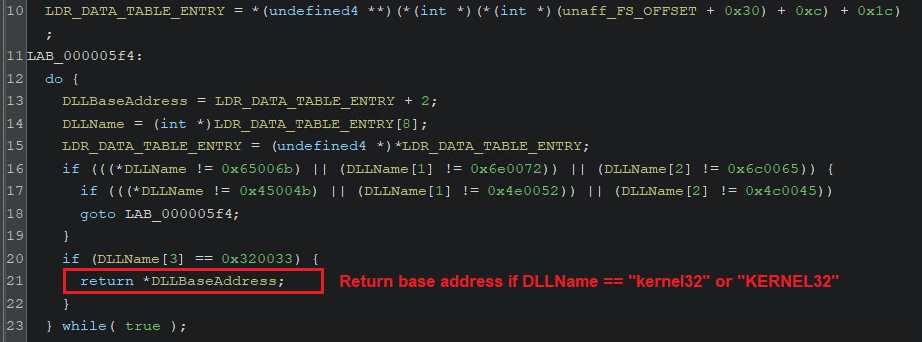 10 LDR_DATA_TABLE_ENTRY = *(undefined4 **)(*(int *)(*(int *)(unaff_FS_OFFSET + 0x30) + 0xc) + 0x1c)
;
11 LAB_000005f4:
12 do {
13 DLLBaseAddress = LDR_DATA_TABLE_ENTRY + 2;
14 DLLName = (int *)LDR_DATA_TABLE_ENTRY[8];
15 LDR_DATA_TABLE_ENTRY = (undefined4 *)*LDR_DATA_TABLE_ENTRY;
16 if (((*DLLName != 0x65006b) || (DLLName[1] != 0x6e0072)) || (DLLName[2] != 0x6c0065)) {
17 if (((*DLLName != 0x45004b) || (DLLName[1] != 0x4e0052)) || (DLLName[2] != 0x4c0045))
18 goto LAB_000005f4;
19 }
20 if (DLLName[3] == 0x320033) {
21 return *DLLBaseAddress; Return base address if DLLName == "kernel32" or "KERNEL32"
22 }
23 } while( true );